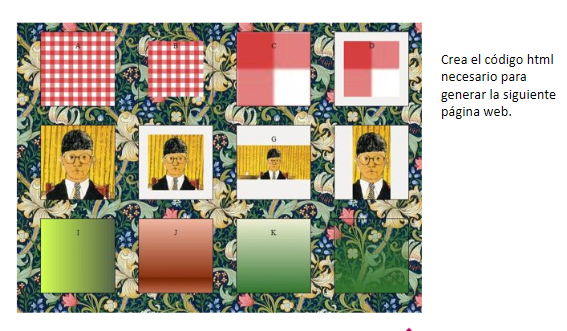 A
B
C
D
Crea el código html
necesario para
generar la siguiente
página web.
G
I
J
K